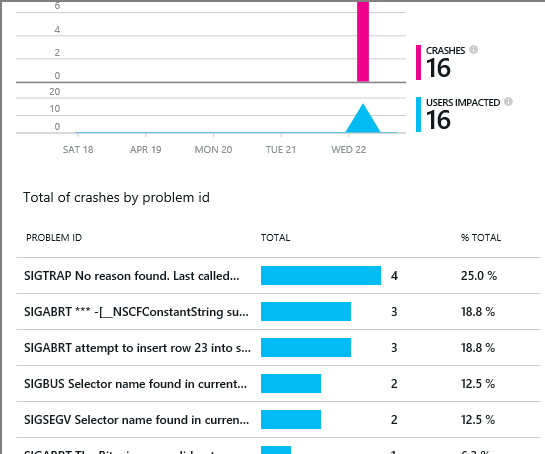 6
4
2
0
CRASHES
16
20
10
0
USERS IMPACTED
16
SAT 18 APR 19 MON 20 TUE 21 WED 22
Total of crashes by problem id
PROBLEM ID TOTAL % TOTAL
SIGTRAP No reason found. Last called... 4 25.0 %
SIGABRT *** -[__NSCFConstantString su... 3 18.8 %
SIGABRT attempt to insert row 23 into s... 3 18.8 %
SIGBUS Selector name found in current... 2 12.5 %
SIGSEGV Selector name found in curren... 2 12.5 %